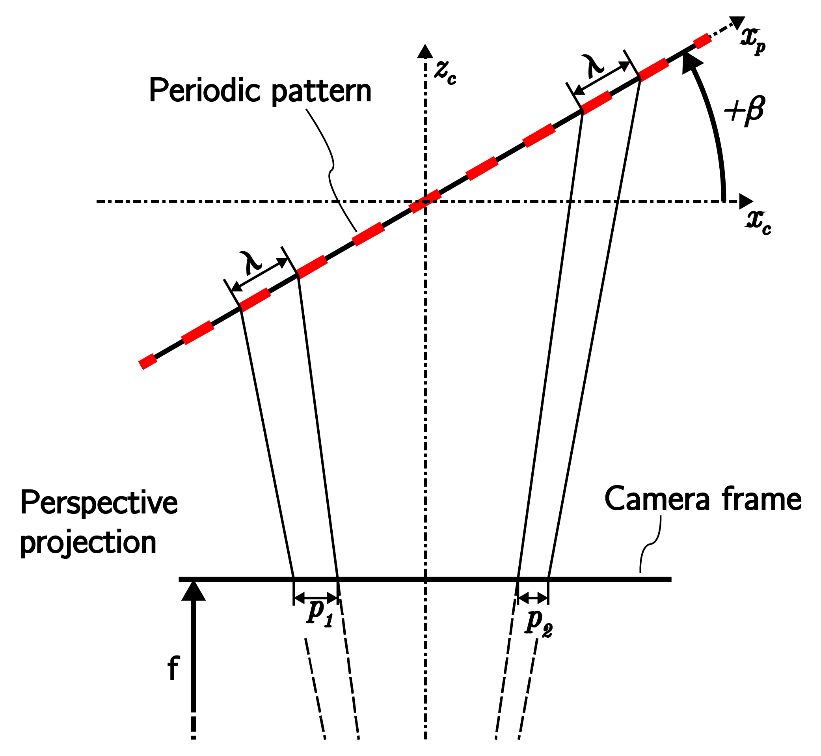 x_p
z_c
λ
Periodic pattern
+β
x_c
λ
Perspective
projection
Camera frame
p_1
p_2
f